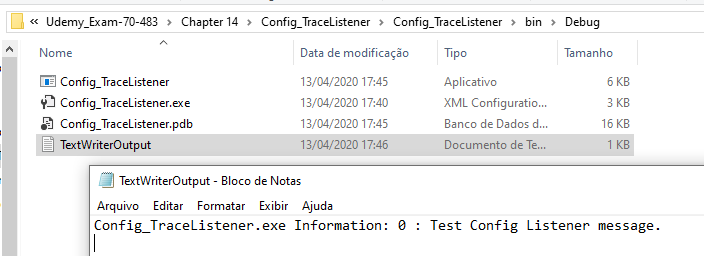 « Udemy_Exam-70-483 > Chapter 14 > Config_TraceListener > Config_TraceListener > bin > Debug
Nome Data de modificação Tipo Tamanho
Config_TraceListener 13/04/2020 17:45 Aplicativo 6 KB
Config_TraceListener.exe 13/04/2020 17:40 XML Configuratio... 3 KB
Config_TraceListener.pdb 13/04/2020 17:45 Banco de Dados d... 16 KB
TextWriterOutput 13/04/2020 17:46 Documento de Te... 1 KB
TextWriterOutput - Bloco de Notas
Arquivo Editar Formatar Exibir Ajuda
Config_TraceListener.exe Information: 0 : Test Config Listener message.